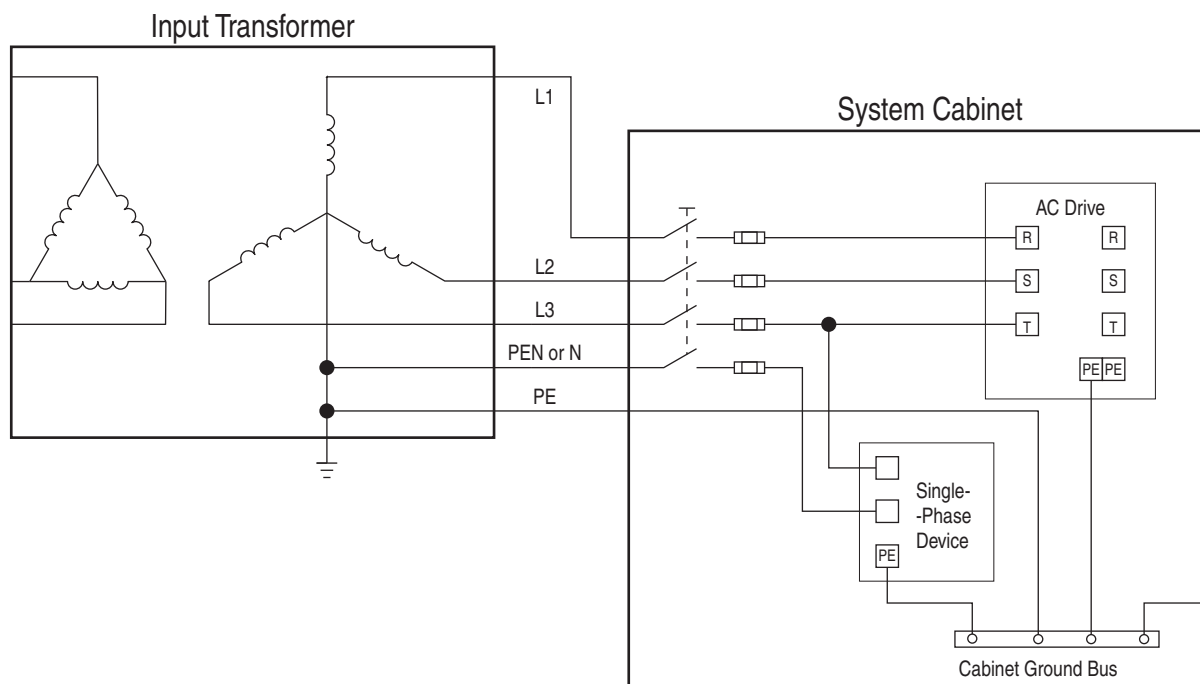 Input Transformer
L1
System Cabinet
AC Drive
R
R
L2
S
S
L3
T
T
PEN or N
PE PE
PE
Single-
-Phase
Device
PE
Cabinet Ground Bus